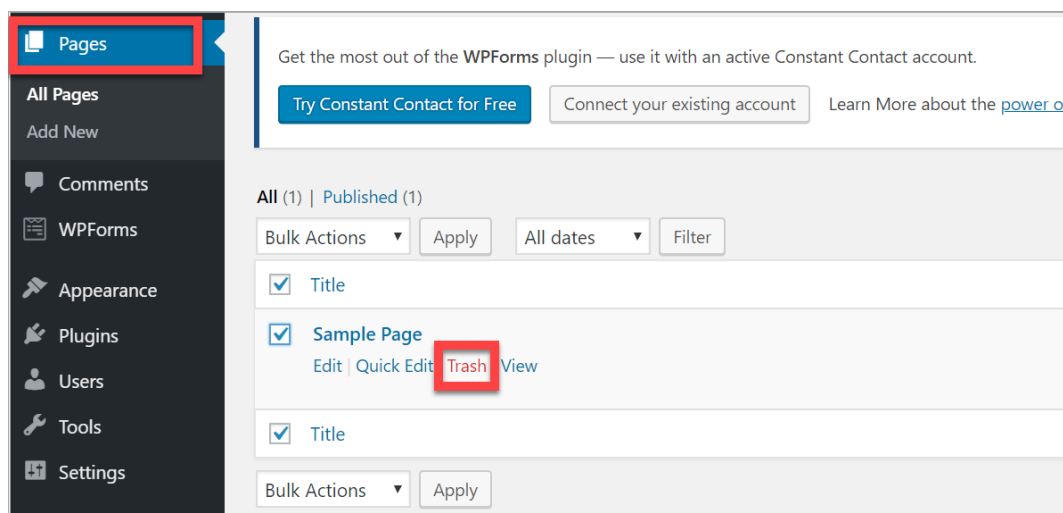 Pages
All Pages
Add New
Comments
WPForms
Appearance
Plugins
Users
Tools
Settings
Get the most out of the WPForms plugin — use it with an active Constant Contact account.
Try Constant Contact for Free Connect your existing account Learn More about the power o
All (1) | Published (1)
Bulk Actions Apply All dates Filter
Title
Sample Page
Edit | Quick Edit Trash View
Title
Bulk Actions Apply